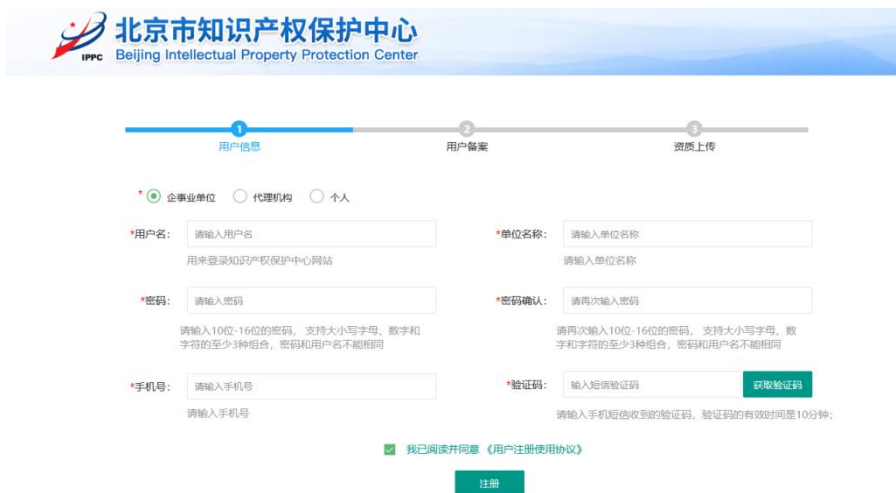 北京市知识产权保护中心
IPPC Beijing Intellectual Property Protection Center
1 2 3
用户信息 用户备案 资质上传
* 企事业单位 代理机构 个人
*用户名： 请输入用户名 *单位名称： 请输入单位名称
用来登录知识产权保护中心网站 请输入单位名称
*密码： 请输入密码 *密码确认： 请再次输入密码
请输入10位-16位的密码， 支持大小写字母、数字和 请再次输入10位-16位的密码， 支持大小写字母、数
字符的至少3种组合，密码和用户名不能相同 字和字符的至少3种组合，密码和用户名不能相同
*手机号： 请输入手机号 *验证码： 输入短信验证码 获取验证码
请输入手机号 请输入手机短信收到的验证码，验证码的有效时间是10分钟；
我已阅读并同意 《用户注册使用协议》
注册